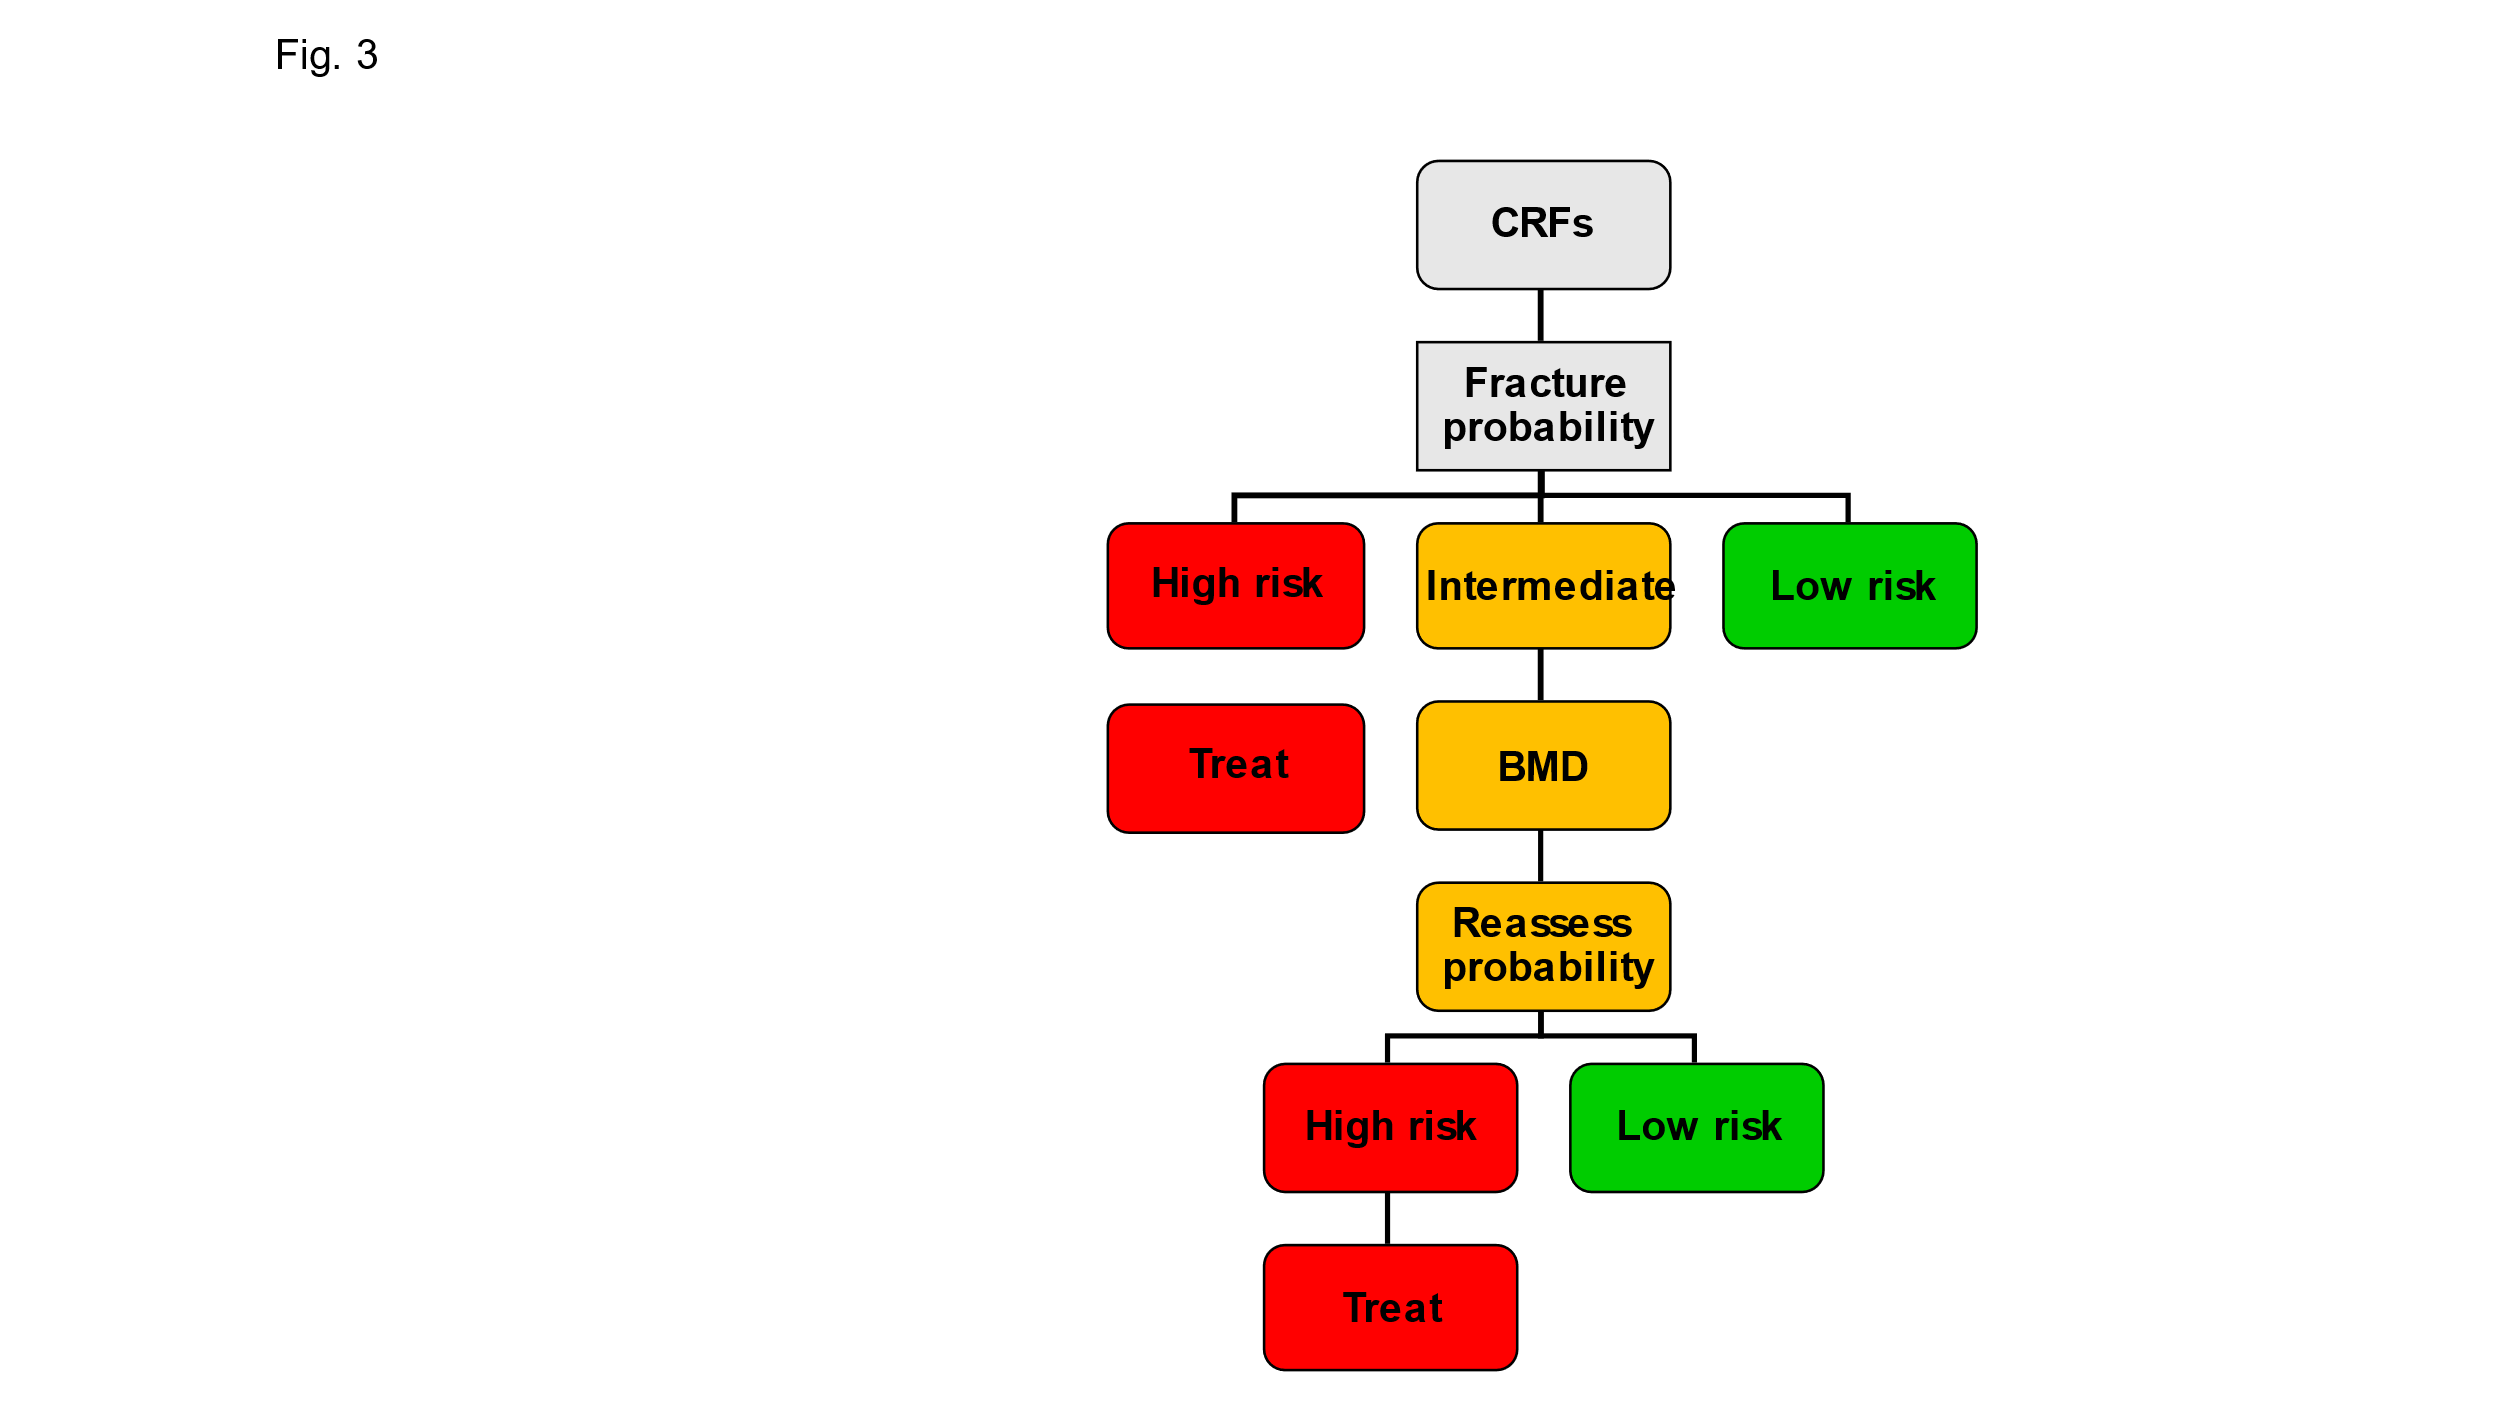 Fig. 3
CRFs
Fracture
probability
High risk
Intermediate
Low risk
Treat
BMD
Reassess
probability
High risk
Low risk
Treat